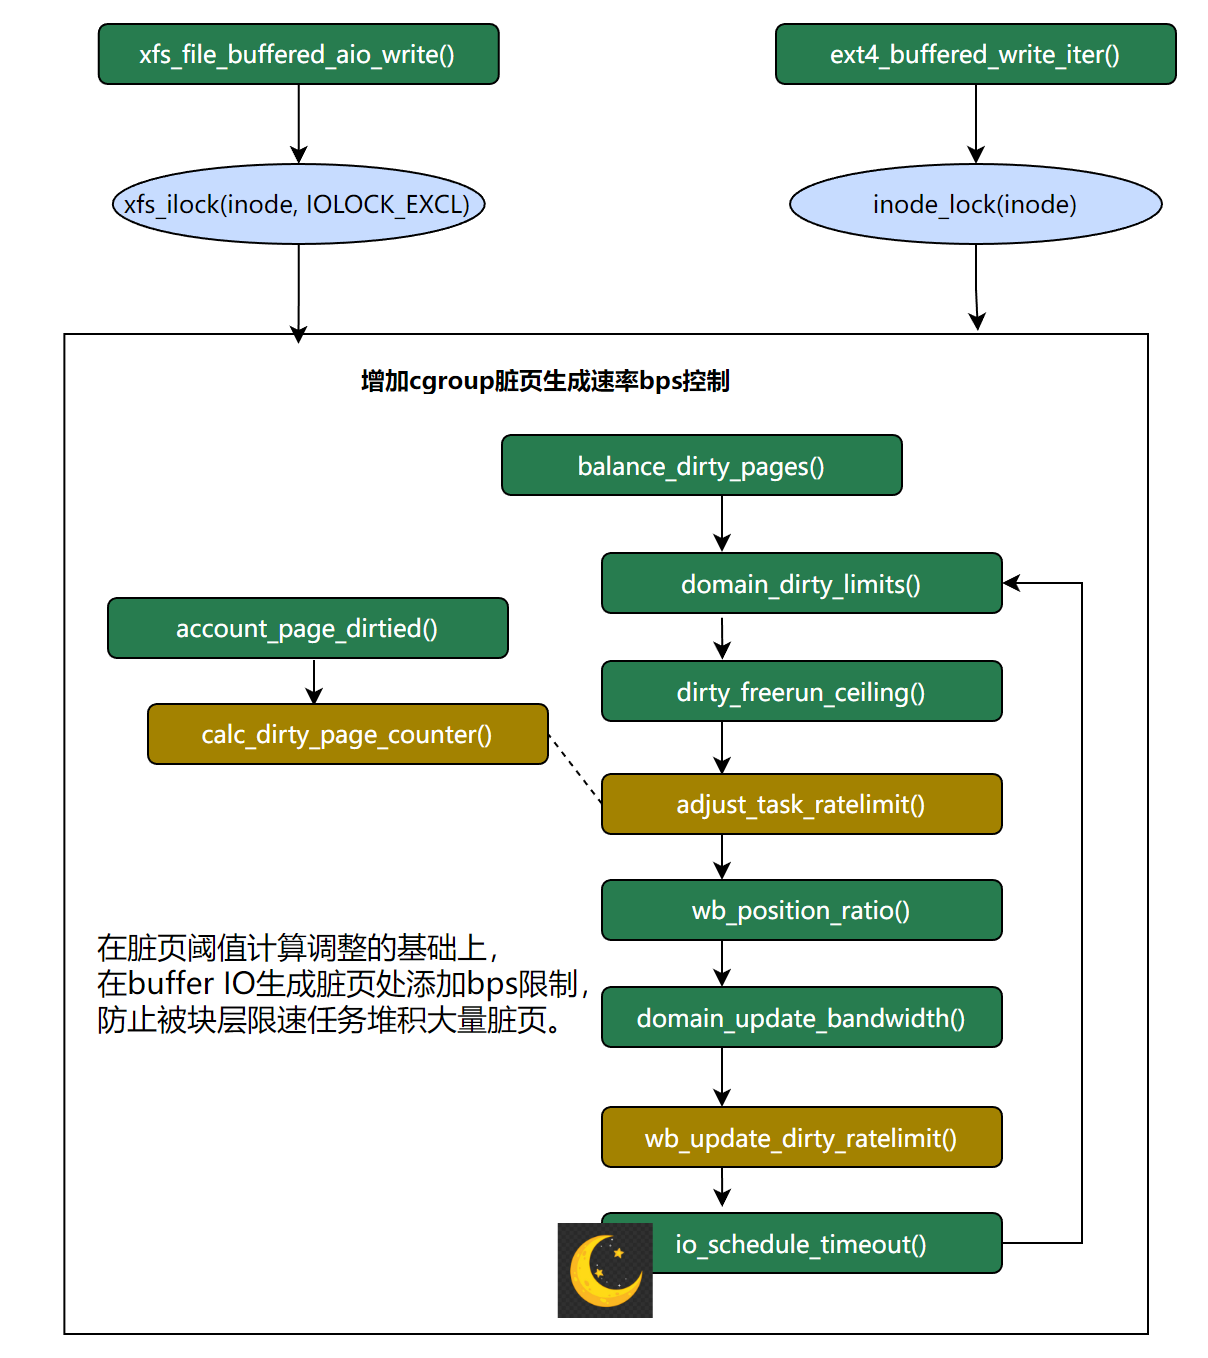 xfs_file_buffered_aio_write()
ext4_buffered_write_iter()
xfs_ilock(inode, IOLOCK_EXCL)
inode_lock(inode)
增加cgroup脏页生成速率bps控制
balance_dirty_pages()
domain_dirty_limits()
account_page_dirtied()
dirty_freerun_ceiling()
calc_dirty_page_counter()
adjust_task_ratelimit()
wb_position_ratio()
在脏页阈值计算调整的基础上，
在buffer IO生成脏页处添加bps限制，
防止被块层限速任务堆积大量脏页。
domain_update_bandwidth()
wb_update_dirty_ratelimit()
io_schedule_timeout()